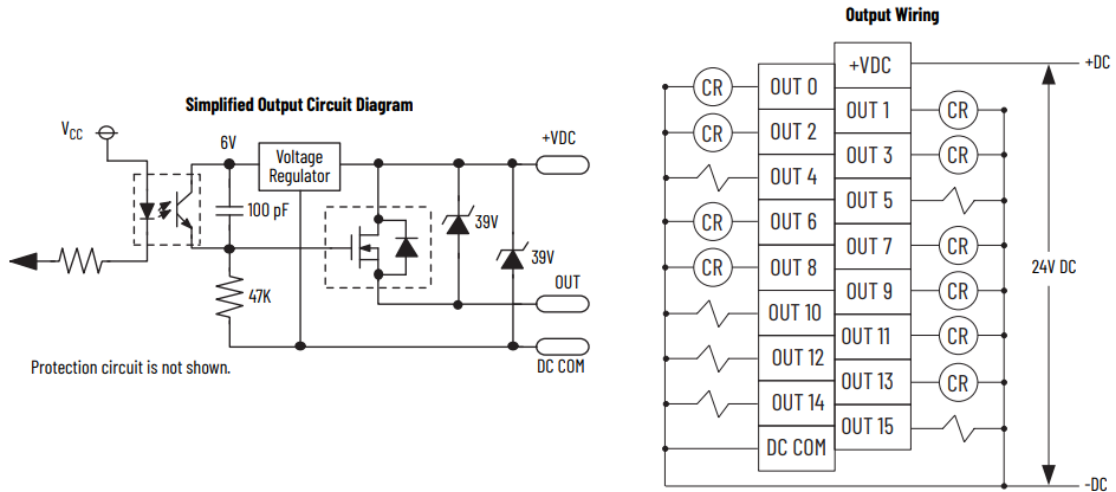 Simplified Output Circuit Diagram
VCC
6V
Voltage
Regulator
+VDC
100 pF
39V
39V
47K
OUT
DC COM
Protection circuit is not shown.
Output Wiring
+VDC
+DC
CR
OUT 0
OUT 1
CR
CR
OUT 2
OUT 3
CR
OUT 4
OUT 5
CR
OUT 6
OUT 7
CR
CR
OUT 8
24V DC
OUT 9
CR
OUT 10
OUT 11
CR
OUT 12
OUT 13
CR
OUT 14
OUT 15
DC COM
-DC